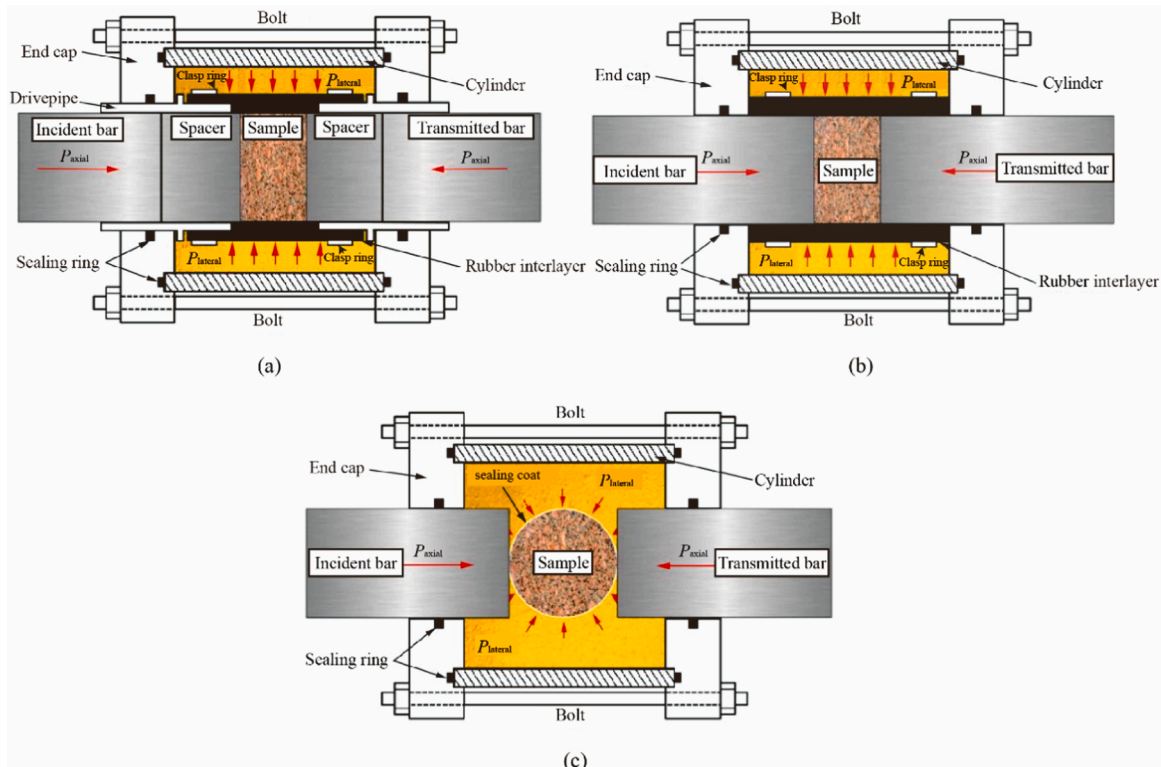 Bolt
End cap
Clasp ring
Plateral
Cylinder
Drivepipe
Incident bar
Spacer
Sample
Spacer
Transmitted bar
Paxial
Paxial
Sealing ring
Plateral
Clasp ring
Rubber interlayer
Bolt
(a)
Bolt
End cap
Clasp ring
Plateral
Cylinder
Paxial
Paxial
Incident bar
Sample
Transmitted bar
Sealing ring
Plateral
Clasp ring
Rubber interlayer
Bolt
(b)
Bolt
End cap
sealing coat
Plateral
Cylinder
Paxial
Paxial
Incident bar
Sample
Transmitted bar
Plateral
Sealing ring
Bolt
(c)